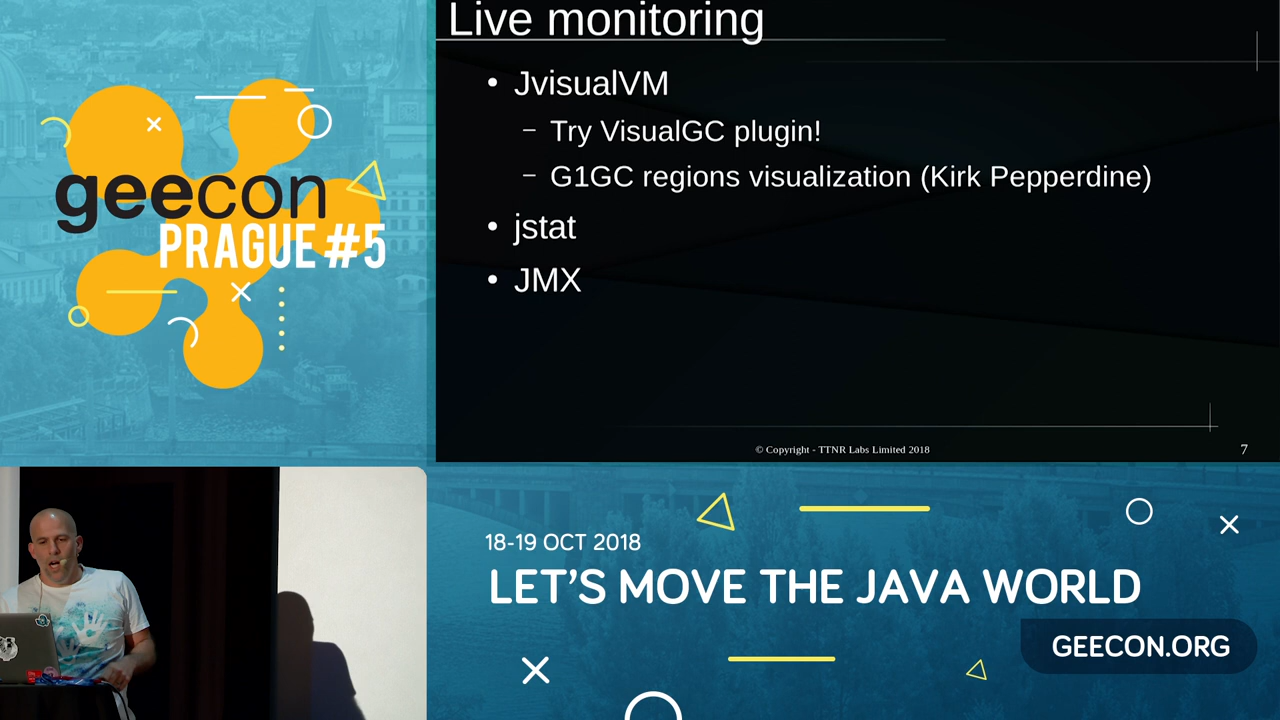 geecon
PRAGUE #5
Live monitoring
• JvisualVM
– Try VisualGC plugin!
– G1GC regions visualization (Kirk Pepperdine)
• jstat
• JMX
© Copyright - TTNR Labs Limited 2018
7
18-19 OCT 2018
LET'S MOVE THE JAVA WORLD
GEECON.ORG